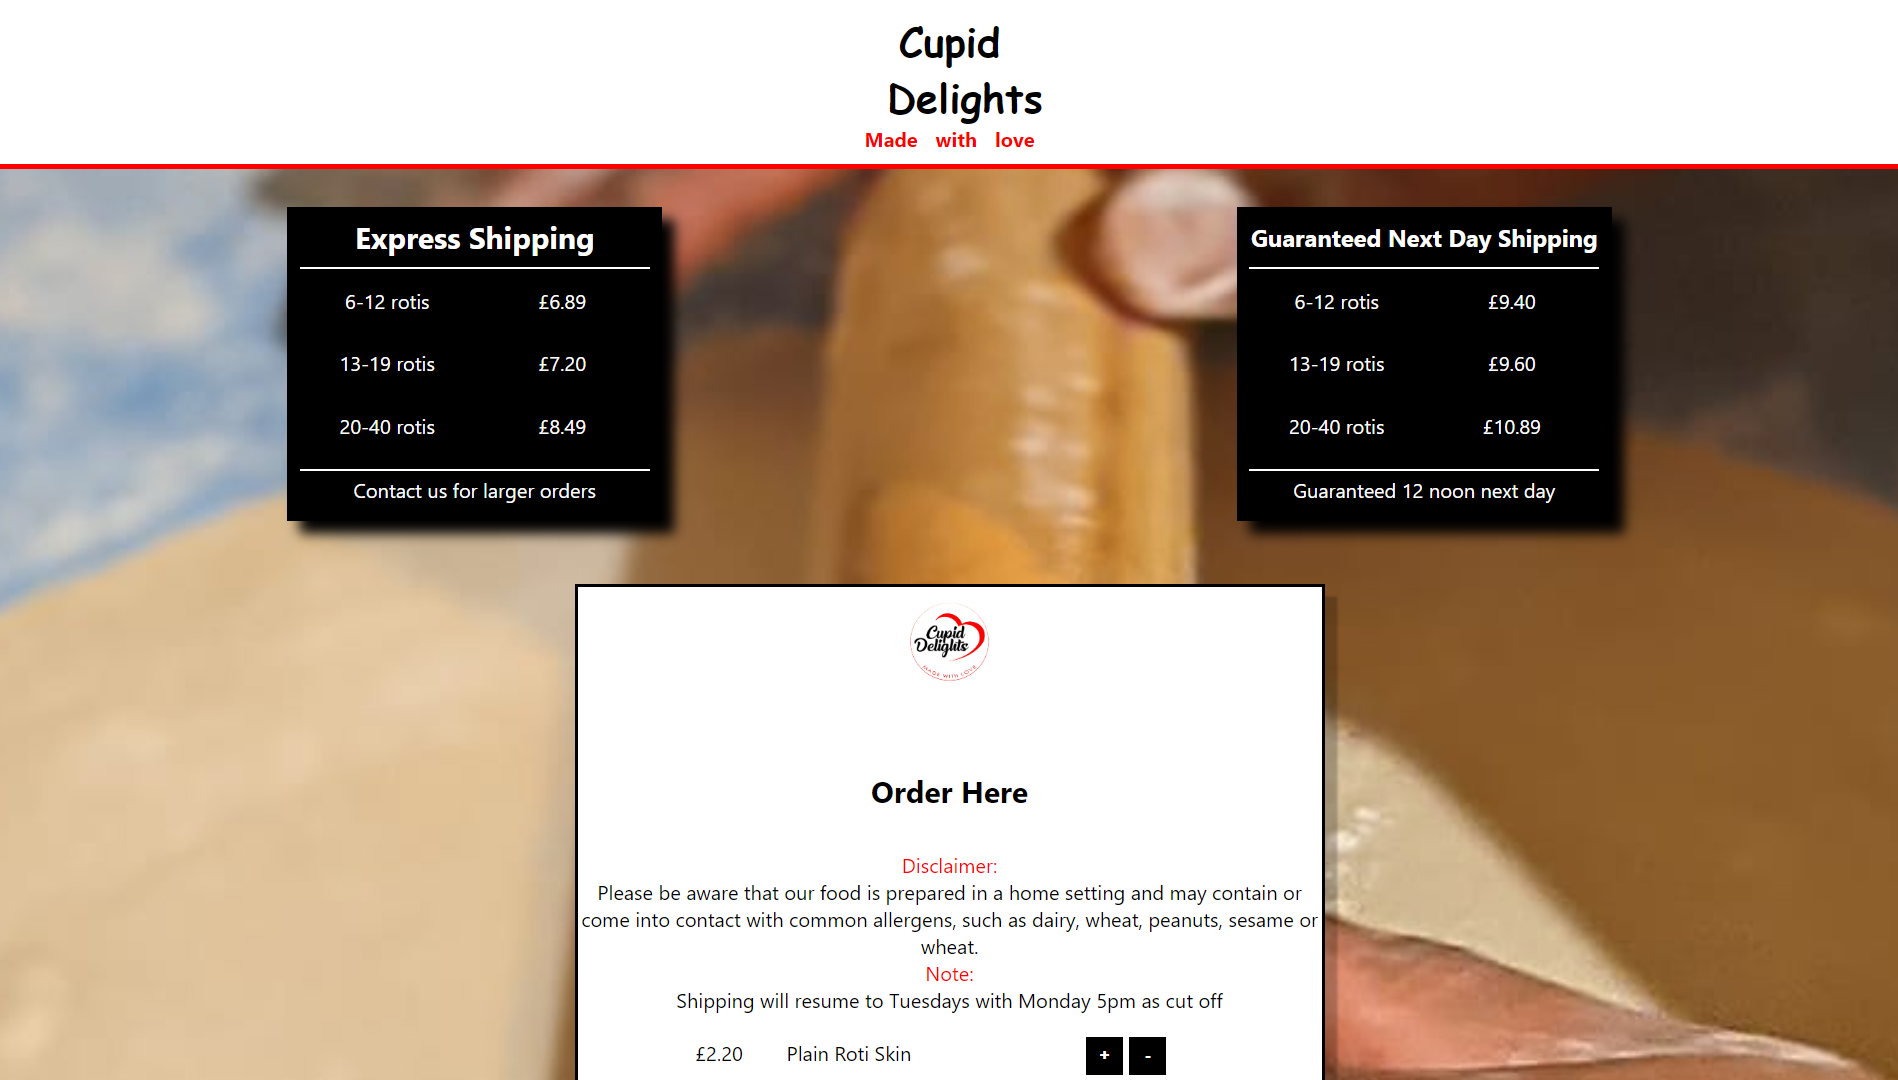 Cupid
Delights
Made with love
Express Shipping
6-12 rotis £6.89
13-19 rotis £7.20
20-40 rotis £8.49
Contact us for larger orders
Guaranteed Next Day Shipping
6-12 rotis £9.40
13-19 rotis £9.60
20-40 rotis £10.89
Guaranteed 12 noon next day
Cupid
Delights
MADE WITH LOVE
Order Here
Disclaimer:
Please be aware that our food is prepared in a home setting and may contain or
come into contact with common allergens, such as dairy, wheat, peanuts, sesame or
wheat.
Note:
Shipping will resume to Tuesdays with Monday 5pm as cut off
£2.20 Plain Roti Skin + -